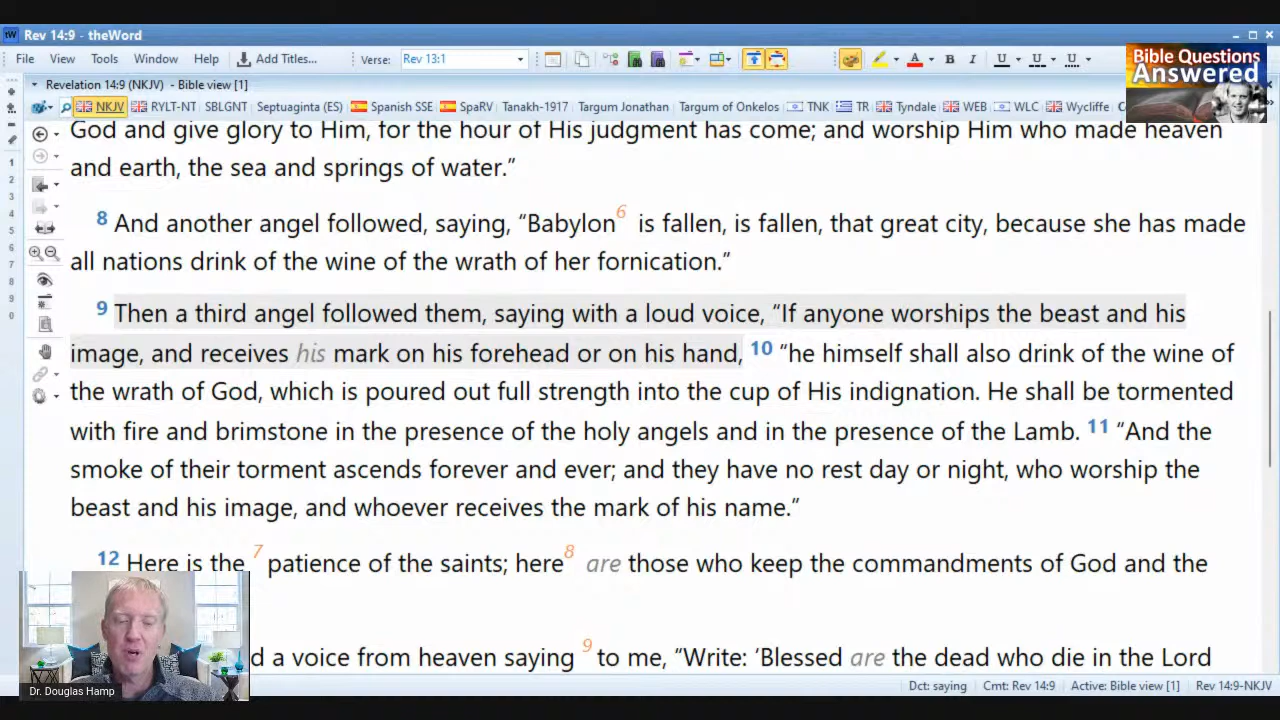 Rev 14:9 - theWord
File View Tools Window Help Add Titles... Verse: Rev 13:1
Bible Questions
Answered
Revelation 14:9 (NKJV) - Bible view [1]
NKJV RYLT-NT SBLGNT Septuaginta (ES) Spanish SSE SpaRV Tanakh-1917 Targum Jonathan Targum of Onkelos TNK TR Tyndale WEB WLC Wycliffe
God and give glory to Him, for the hour of His judgment has come; and worship Him who made heaven
and earth, the sea and springs of water.”
8 And another angel followed, saying, “Babylon6 is fallen, is fallen, that great city, because she has made
all nations drink of the wine of the wrath of her fornication.”
9 Then a third angel followed them, saying with a loud voice, “If anyone worships the beast and his
image, and receives his mark on his forehead or on his hand, 10 “he himself shall also drink of the wine of
the wrath of God, which is poured out full strength into the cup of His indignation. He shall be tormented
with fire and brimstone in the presence of the holy angels and in the presence of the Lamb. 11 “And the
smoke of their torment ascends forever and ever; and they have no rest day or night, who worship the
beast and his image, and whoever receives the mark of his name.”
12 Here is the 7 patience of the saints; here8 are those who keep the commandments of God and the
d a voice from heaven saying 9 to me, “Write: ‘Blessed are the dead who die in the Lord
Dr. Douglas Hamp
Dct: saying Cmt: Rev 14:9 Active: Bible view [1] Rev 14:9-NKJV